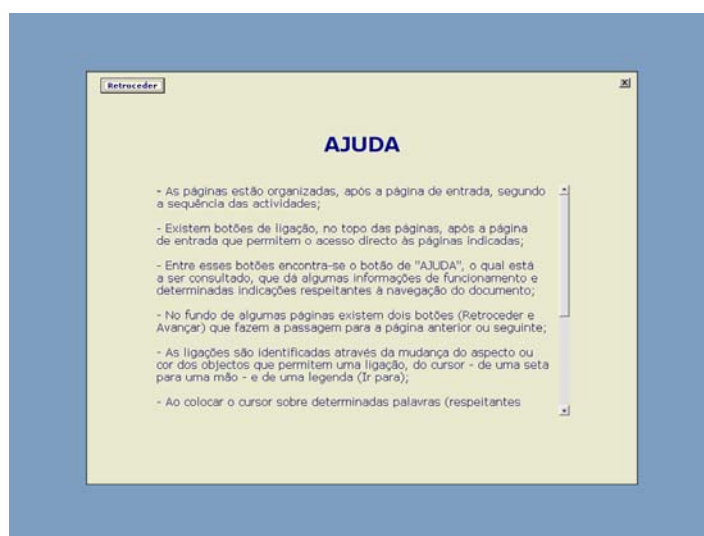 Retroceder
AJUDA
- As páginas estão organizadas, após a página de entrada, segundo
a sequência das actividades;
- Existem botões de ligação, no topo das páginas, após a página
de entrada que permitem o acesso directo às páginas indicadas;
- Entre esses botões encontra-se o botão de "AJUDA", o qual está
a ser consultado, que dá algumas informações de funcionamento e
determinadas indicações respeitantes à navegação do documento;
- No fundo de algumas páginas existem dois botões (Retroceder e
Avançar) que fazem a passagem para a página anterior ou seguinte;
- As ligações são identificadas através da mudança do aspecto ou
cor dos objectos que permitem uma ligação, do cursor - de uma seta
para uma mão - e de uma legenda (Ir para);
- Ao colocar o cursor sobre determinadas palavras (respeitantes